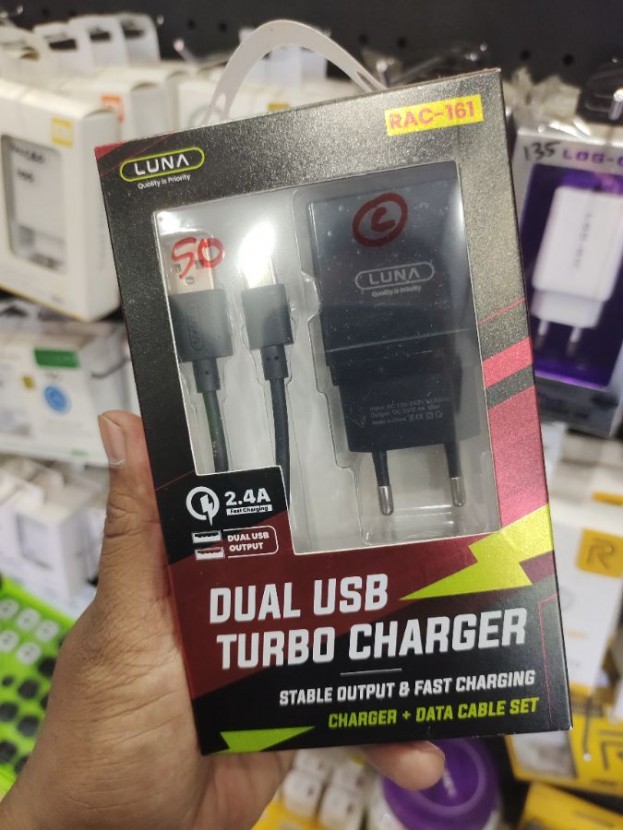 RAC-161
LUNA
Quality is Priority
SO
C
LUNA
Quality is Priority
2.4A
Fast Charging
DUAL USB
OUTPUT
DUAL USB
TURBO CHARGER
STABLE OUTPUT & FAST CHARGING
CHARGER + DATA CABLE SET
135
R